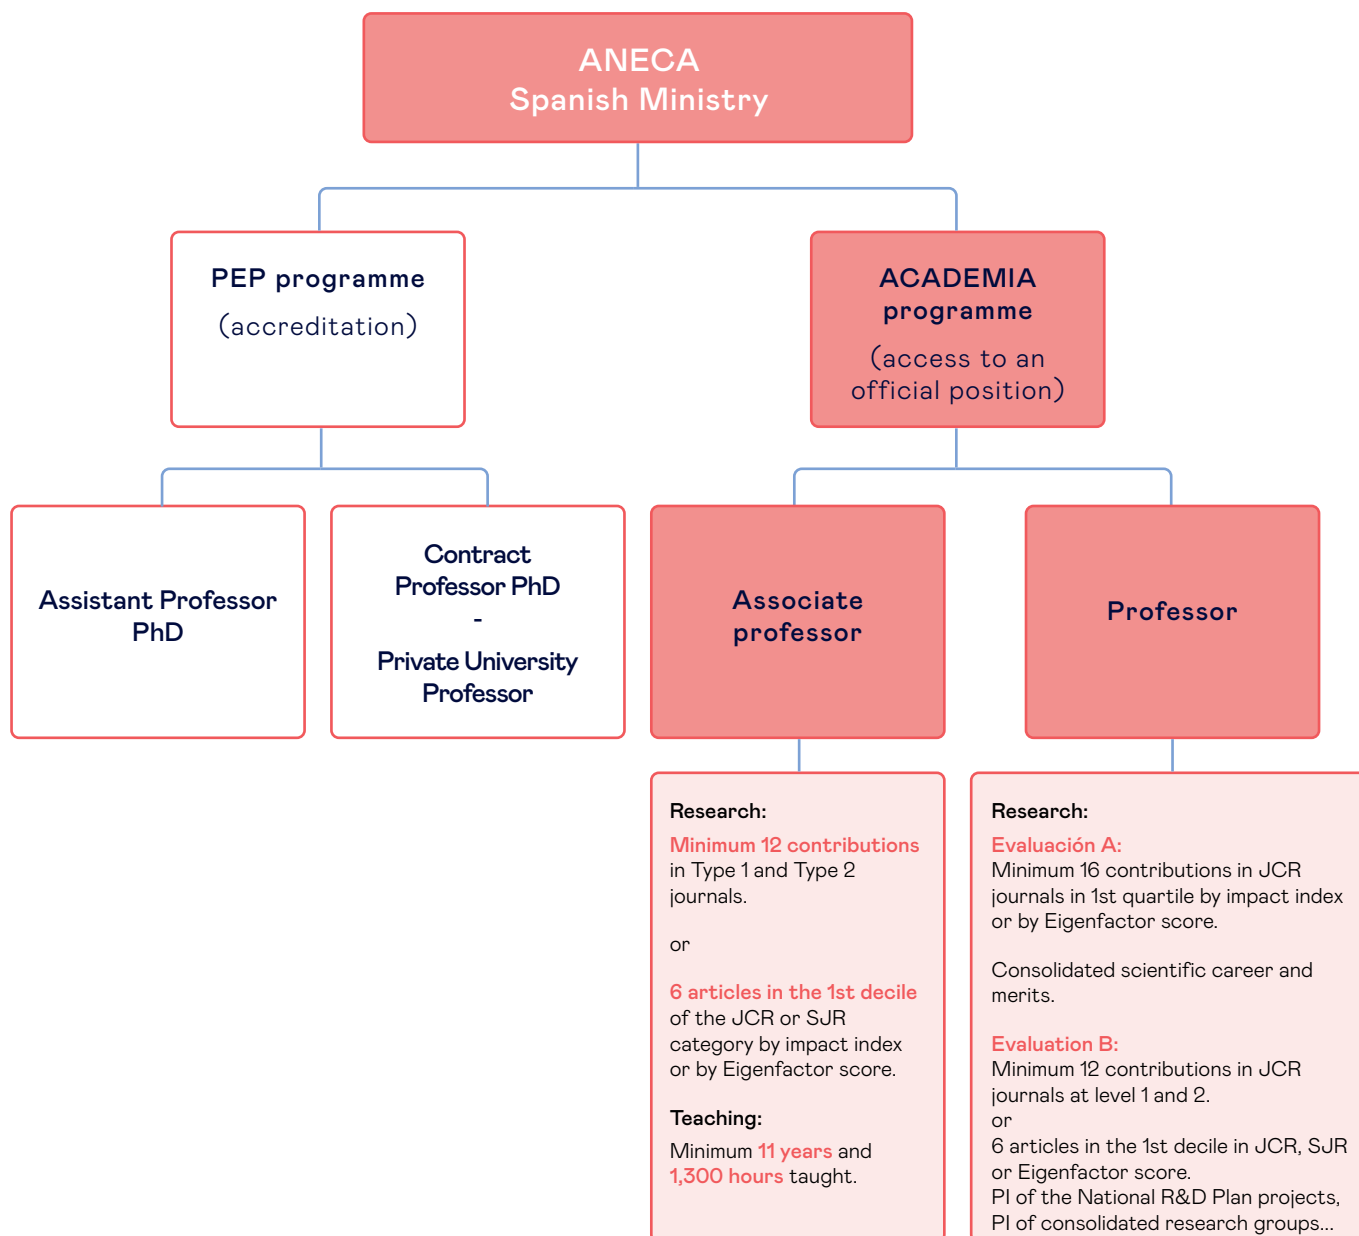 ANECA
Spanish Ministry
PEP programme
(accreditation)
ACADEMIA
programme
(access to an
official position)
Assistant Professor
PhD
Contract
Professor PhD
-
Private University
Professor
Associate
professor
Professor
Research:
Minimum 12 contributions
in Type 1 and Type 2
journals.
or
6 articles in the 1st decile
of the JCR or SJR
category by impact index
or by Eigenfactor score.
Teaching:
Minimum 11 years and
1,300 hours taught.
Research:
Evaluación A:
Minimum 16 contributions in JCR
journals in 1st quartile by impact index
or by Eigenfactor score.
Consolidated scientific career and
merits.
Evaluation B:
Minimum 12 contributions in JCR
journals at level 1 and 2.
or
6 articles in the 1st decile in JCR, SJR
or Eigenfactor score.
PI of the National R&D Plan projects,
PI of consolidated research groups...